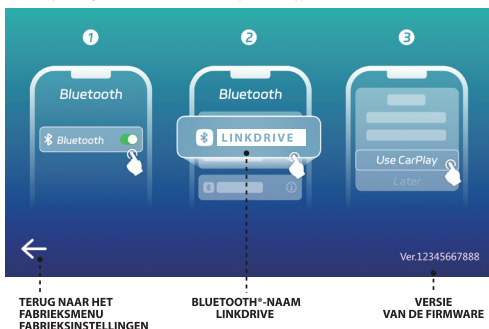 1
2
3
Bluetooth
Bluetooth
Bluetooth
LINKDRIVE
Use CarPlay
Later
Ver.12345667888
TERUG NAAR HET
FABRIEKSMENU
FABRIEKSINSTELLINGEN
BLUETOOTH®-NAAM
LINKDRIVE
VERSIE
VAN DE FIRMWARE